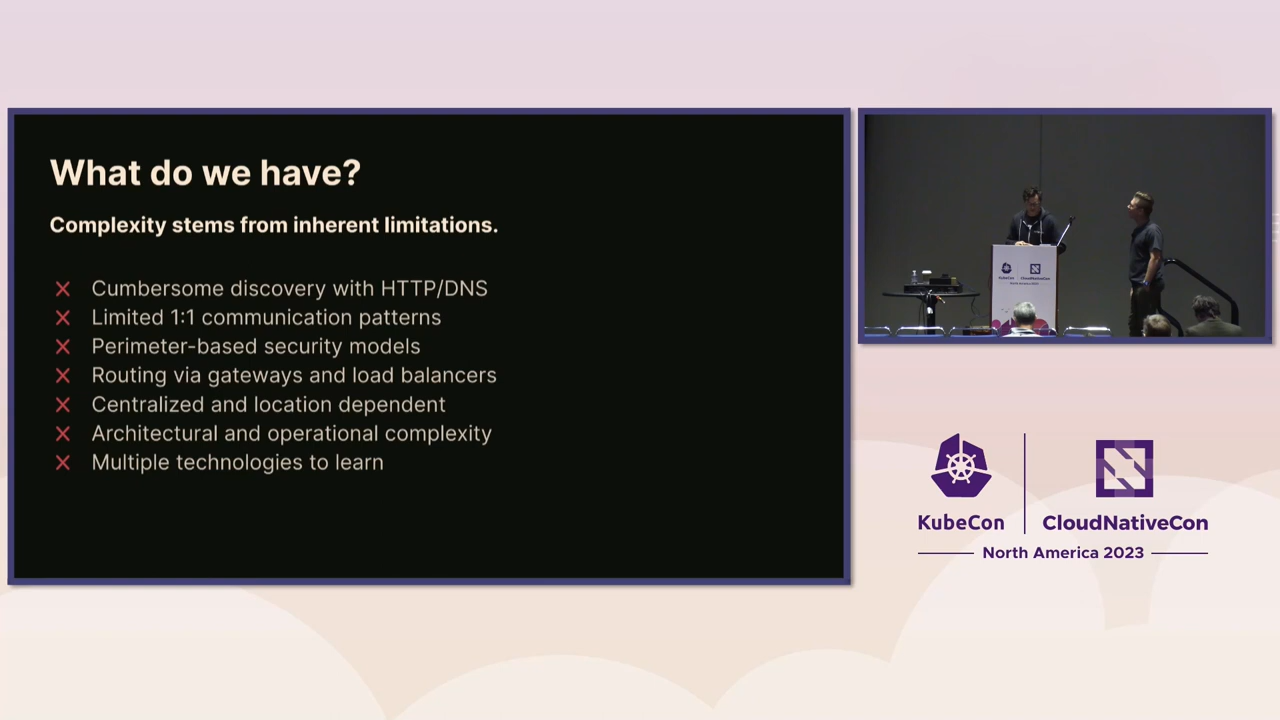 What do we have?
Complexity stems from inherent limitations.
Cumbersome discovery with HTTP/DNS
Limited 1:1 communication patterns
Perimeter-based security models
Routing via gateways and load balancers
Centralized and location dependent
Architectural and operational complexity
Multiple technologies to learn
KubeCon
CloudNativeCon
KubeCon
CloudNativeCon
North America 2023